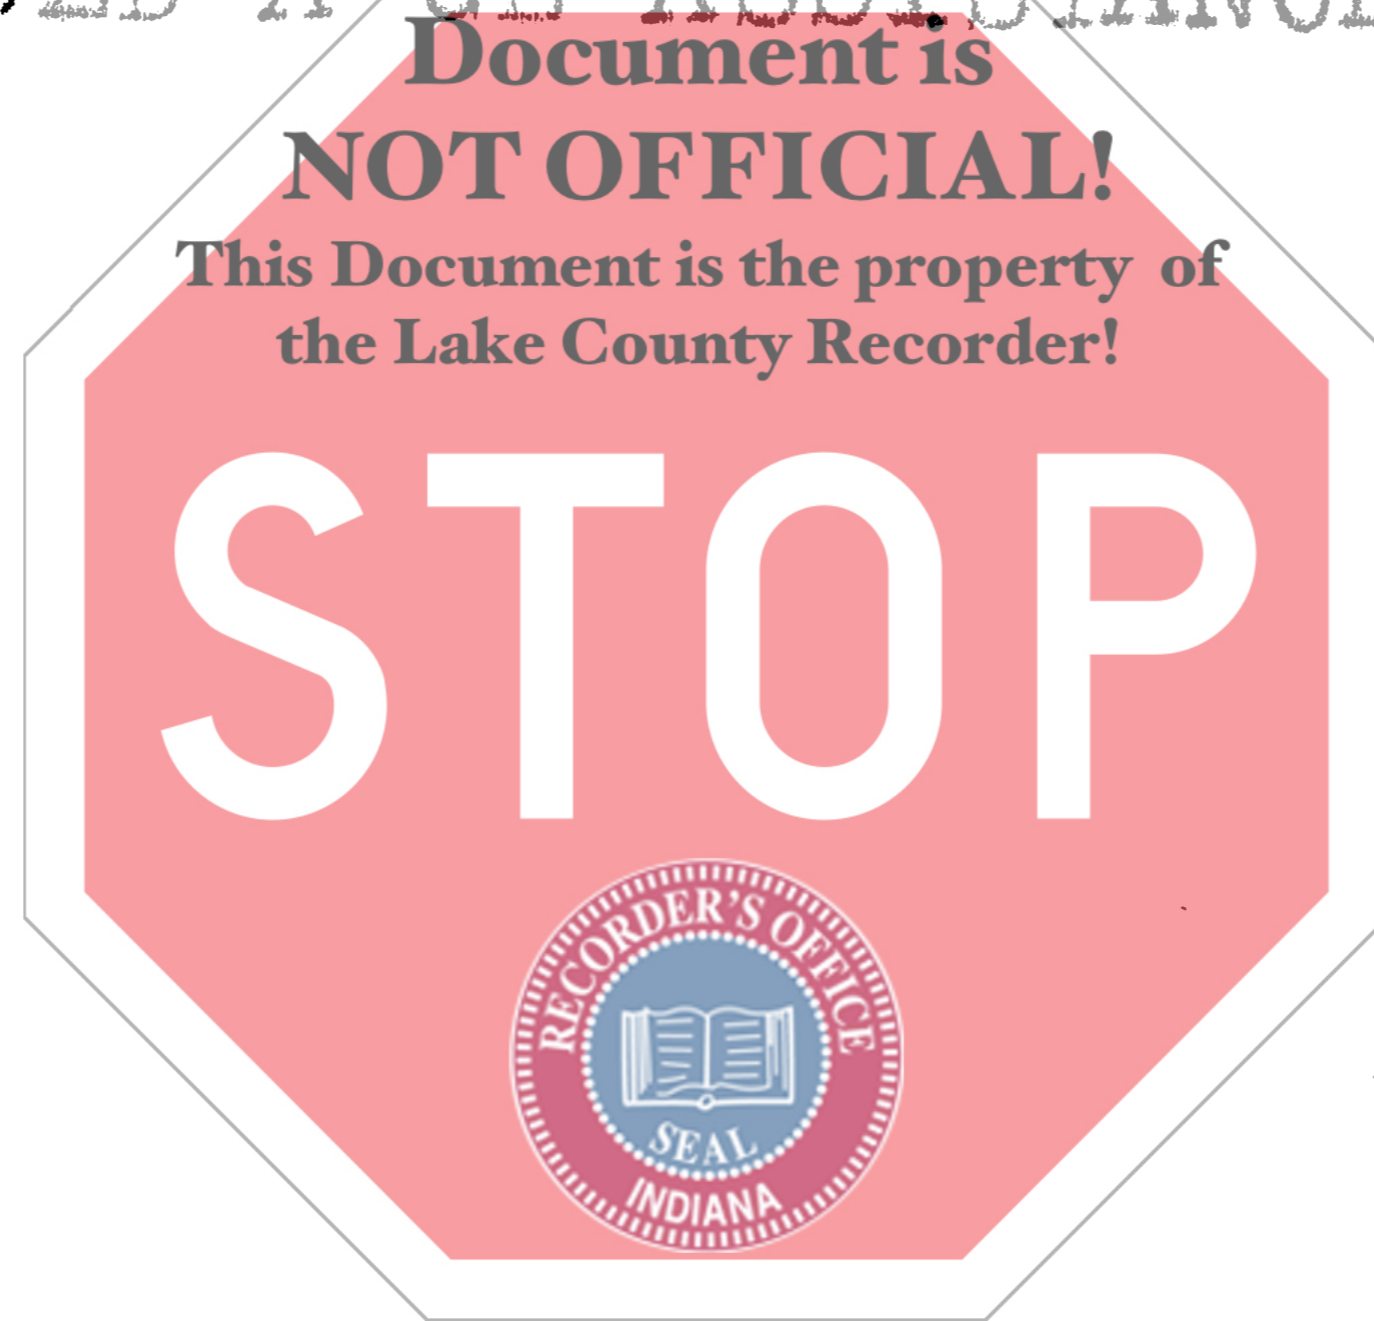 Document is
NOT OFFICIAL!
This Document is the property of
the Lake County Recorder!
STOP
RECORDER'S OFFICE
SEAL
INDIANA